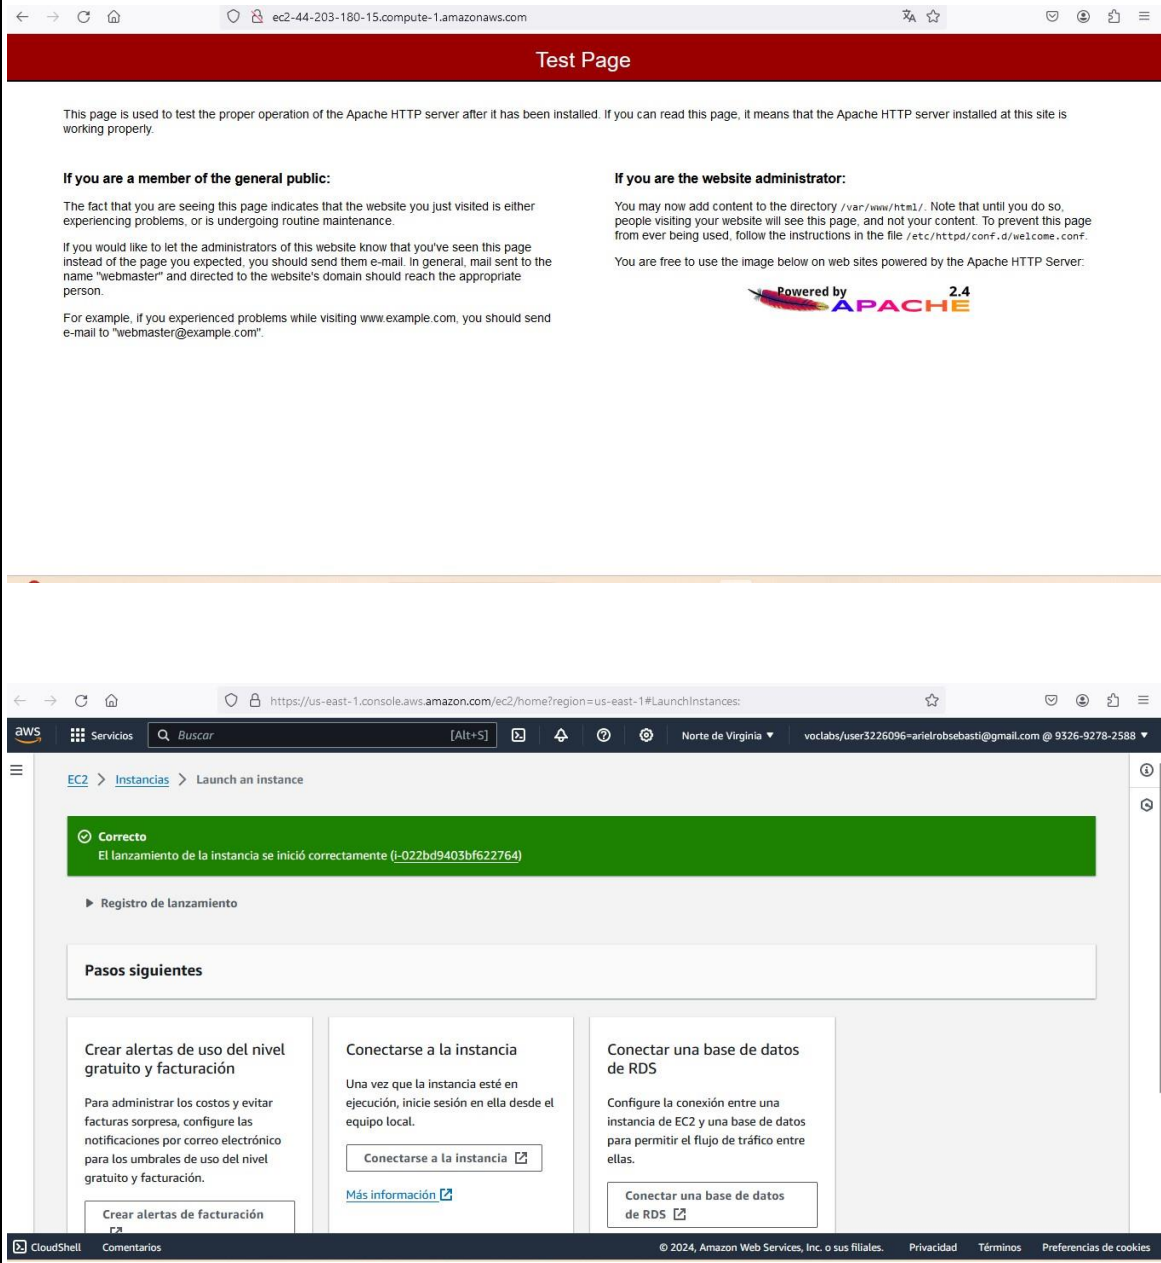 ec2-44-203-180-15.compute-1.amazonaws.com
Test Page
This page is used to test the proper operation of the Apache HTTP server after it has been installed. If you can read this page, it means that the Apache HTTP server installed at this site is
working properly.
If you are a member of the general public:
The fact that you are seeing this page indicates that the website you just visited is either
experiencing problems, or is undergoing routine maintenance.
If you would like to let the administrators of this website know that you've seen this page
instead of the page you expected, you should send them e-mail. In general, mail sent to the
name "webmaster" and directed to the website's domain should reach the appropriate
person.
For example, if you experienced problems while visiting www.example.com, you should send
e-mail to "webmaster@example.com".
If you are the website administrator:
You may now add content to the directory /var/www/html/. Note that until you do so,
people visiting your website will see this page, and not your content. To prevent this page
from ever being used, follow the instructions in the file /etc/httpd/conf.d/welcome.conf.
You are free to use the image below on web sites powered by the Apache HTTP Server:
Powered by 2.4
APACHE
https://us-east-1.console.aws.amazon.com/ec2/home?region=us-east-1#LaunchInstances:
aws Servicios Buscar [Alt+S] Norte de Virginia ▼ voclabs/user3226096=arielrobsebasti@gmail.com @ 9326-9278-2588 ▼
EC2 > Instancias > Launch an instance
Correcto
El lanzamiento de la instancia se inició correctamente (i-022bd9403bf622764)
Registro de lanzamiento
Pasos siguientes
Crear alertas de uso del nivel
gratuito y facturación
Para administrar los costos y evitar
facturas sorpresa, configure las
notificaciones por correo electrónico
para los umbrales de uso del nivel
gratuito y facturación.
Crear alertas de facturación
Conectarse a la instancia
Una vez que la instancia esté en
ejecución, inicie sesión en ella desde el
equipo local.
Conectarse a la instancia
Más información
Conectar una base de datos
de RDS
Configure la conexión entre una
instancia de EC2 y una base de datos
para permitir el flujo de tráfico entre
ellas.
Conectar una base de datos
de RDS
CloudShell Comentarios © 2024, Amazon Web Services, Inc. o sus filiales. Privacidad Términos Preferencias de cookies